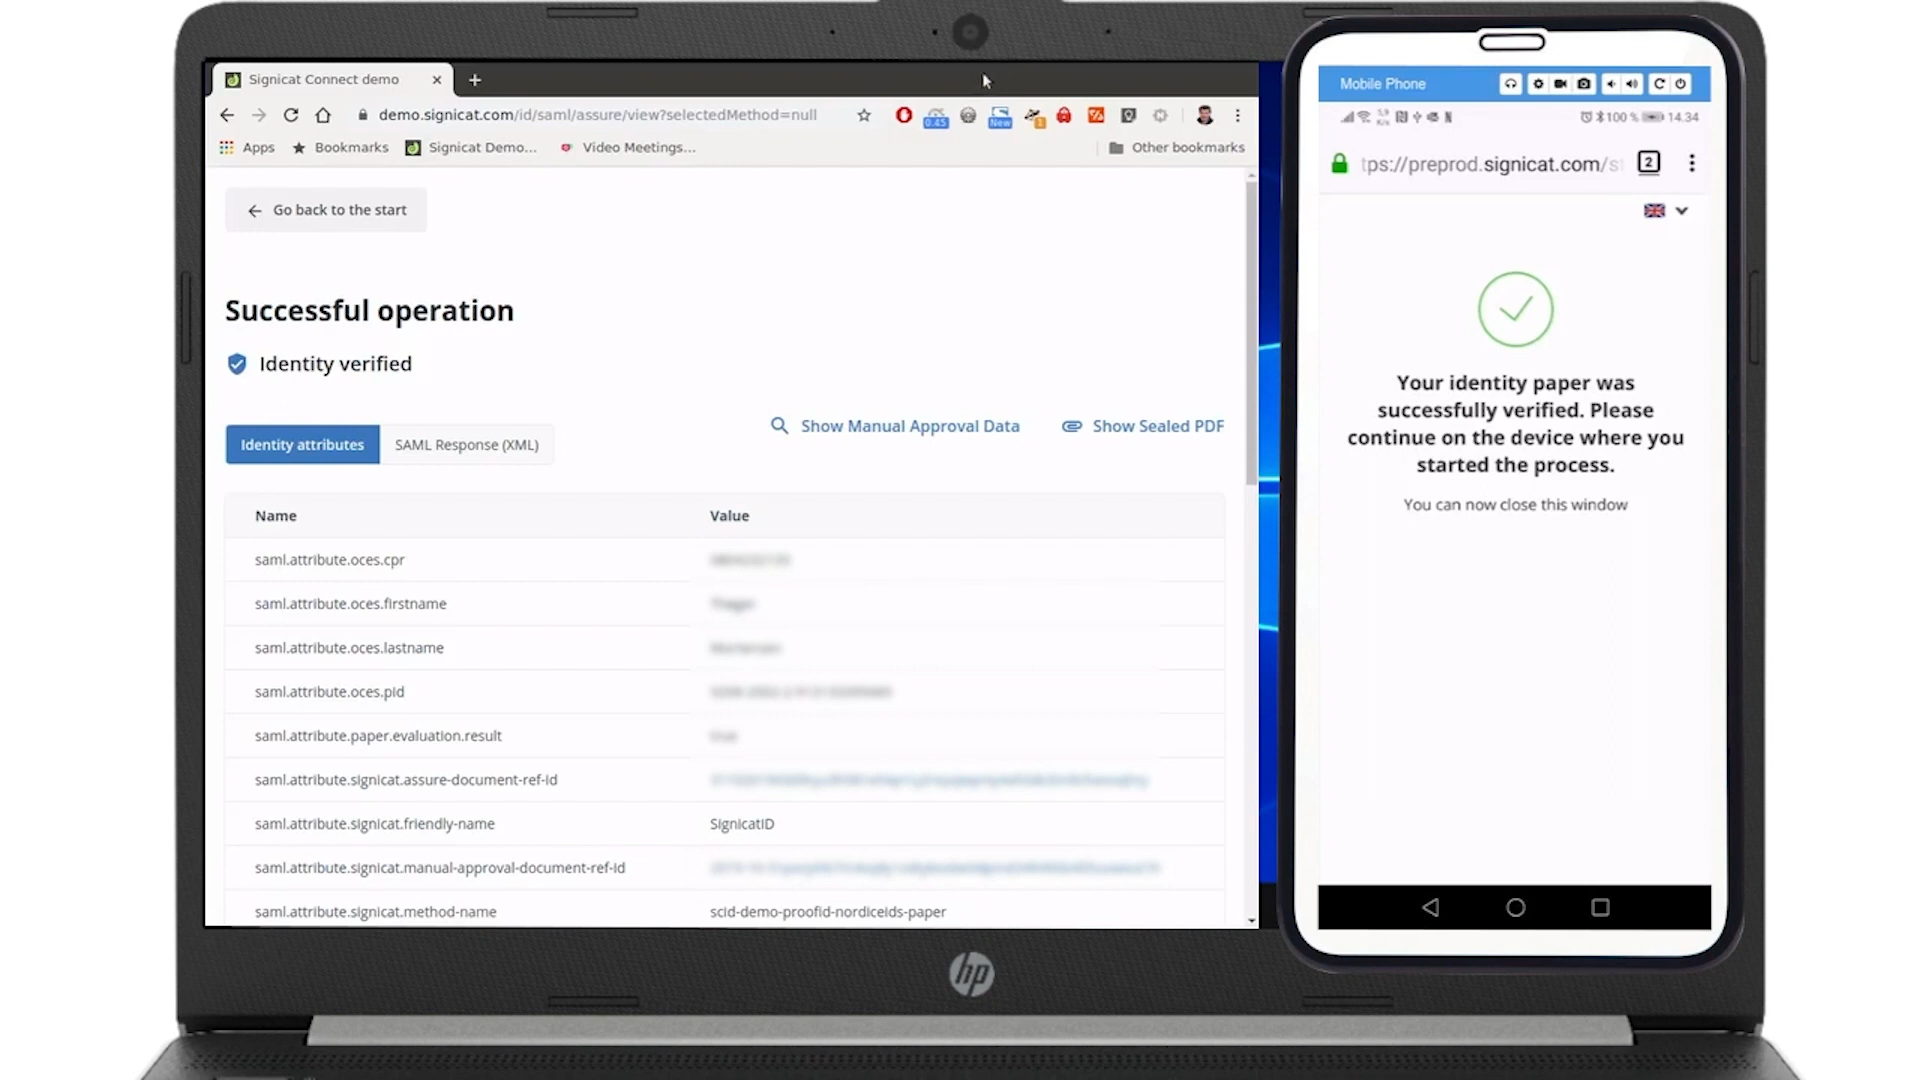 Signicat Connect demo
demo.signicat.com/id/saml/assure/view?selectedMethod=null
0.45
New
1
Apps
Bookmarks
Signicat Demo...
Video Meetings...
Other bookmarks
Go back to the start
Successful operation
Identity verified
Show Manual Approval Data
Show Sealed PDF
Identity attributes
SAML Response (XML)
Name
Value
saml.attribute.oces.cpr
saml.attribute.oces.firstname
saml.attribute.oces.lastname
saml.attribute.oces.pid
saml.attribute.paper.evaluation.result
saml.attribute.signicat.assure-document-ref-id
saml.attribute.signicat.friendly-name
SignicatID
saml.attribute.signicat.manual-approval-document-ref-id
saml.attribute.signicat.method-name
scid-demo-proofid-nordiceids-paper
hp
Mobile Phone
100 %
14.34
tps://preprod.signicat.com/st
2
Your identity paper was
successfully verified. Please
continue on the device where you
started the process.
You can now close this window